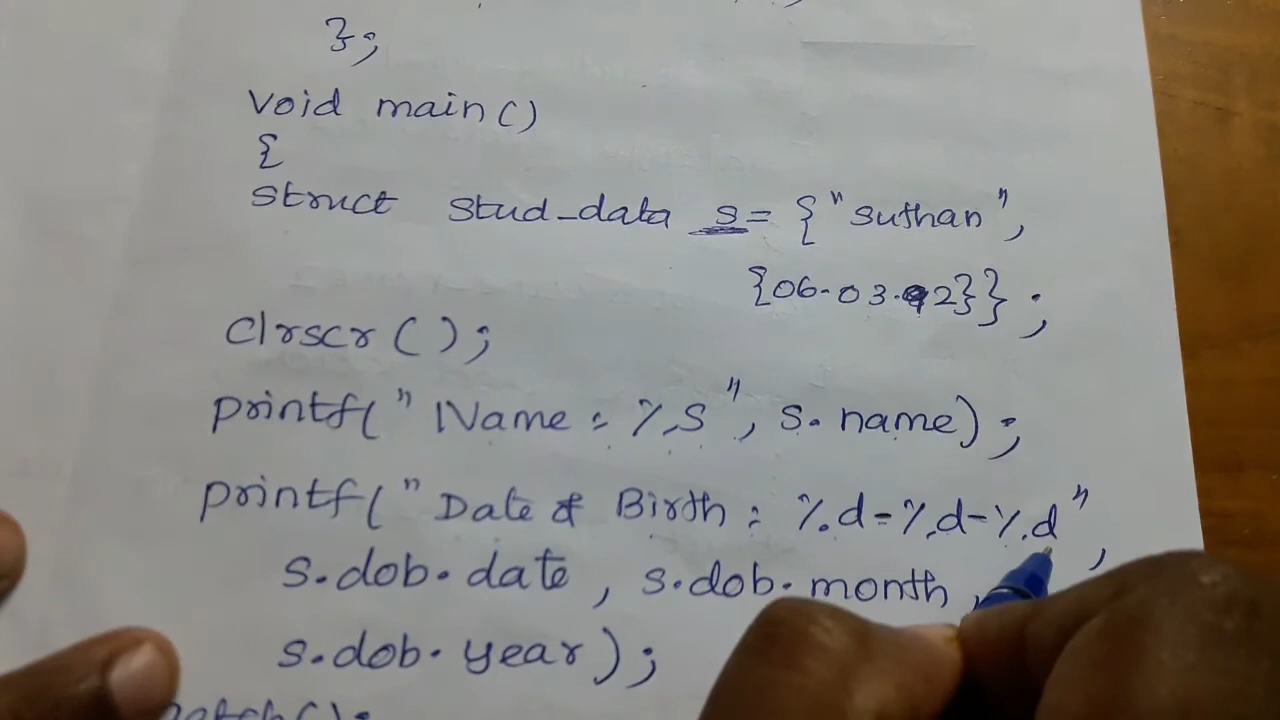 };
void main()
{
struct stud_data s = {"suthan",
{06.03.92}};
clrscr();
printf("Name : %s", s.name);
printf("Date of Birth : %d-%d-%d",
s.dob.date, s.dob.month,
s.dob.year);